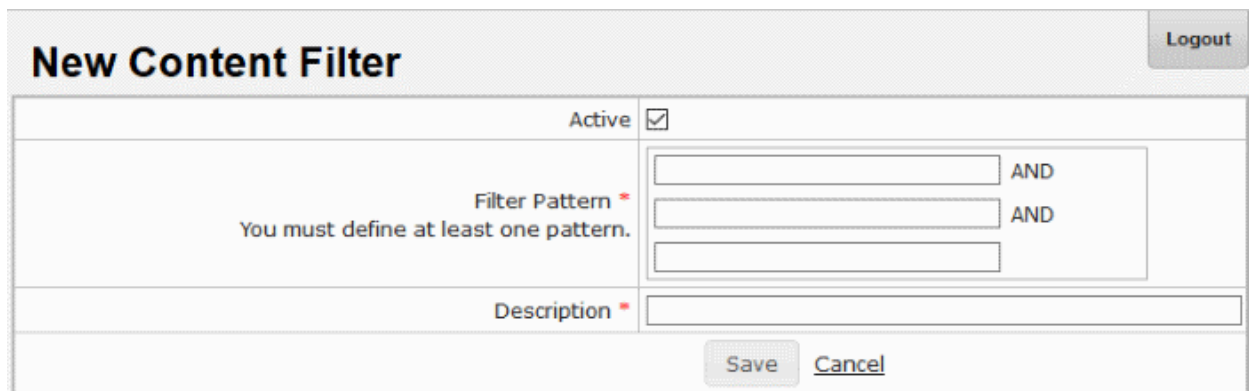 Logout
New Content Filter
Active
AND
Filter Pattern *
AND
You must define at least one pattern.
Description *
Save Cancel